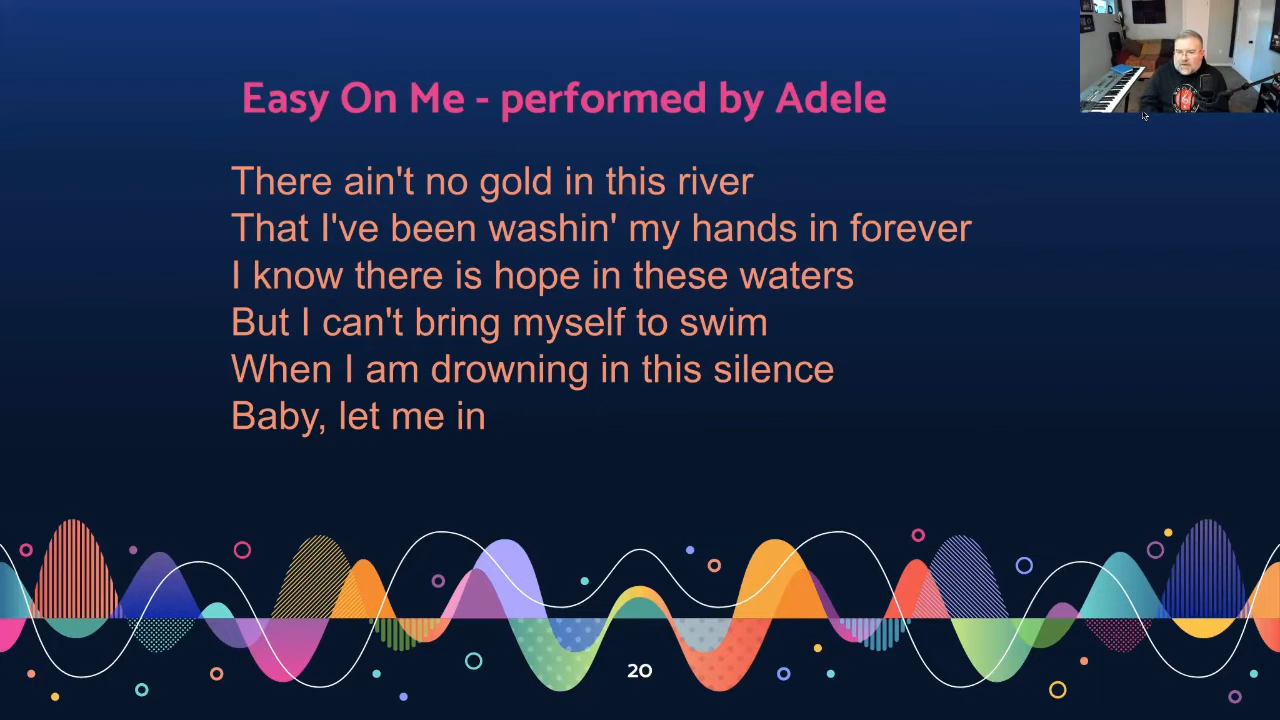 Easy On Me - performed by Adele
There ain't no gold in this river
That I've been washin' my hands in forever
I know there is hope in these waters
But I can't bring myself to swim
When I am drowning in this silence
Baby, let me in
20